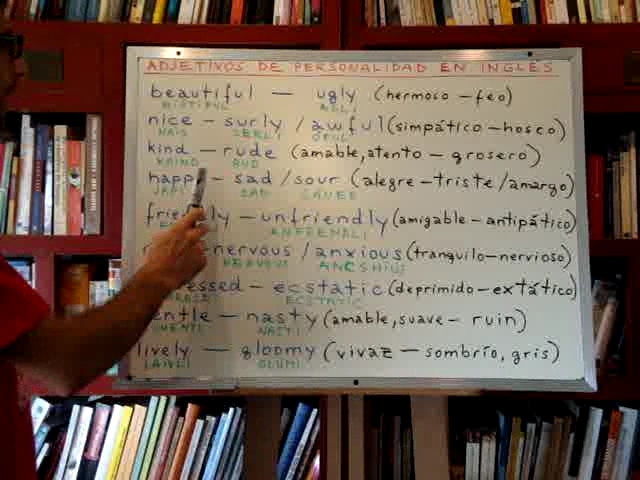 ADJETIVOS DE PERSONALIDAD EN INGLÉS
beautiful — ugly (hermoso – feo)
BIUTIFUL AGLI
nice – surly / awful (simpático – hosco)
NAIS SERLI OFUL
kind – rude (amable, atento – grosero)
KAIND RUD
– sad / sour (alegre – triste / amargo)
SAD
– unfriendly (amigable – antipático)
ANFRENDLI
nervous / anxious (tranquilo – nervioso)
NERVOUS
– ecstatic (deprimido – extático)
ECSTATIC
– nasty (amable, suave – ruin)
NASTI
lively — gloomy (vivaz – sombrío, gris)
LAIVLI GLUMI